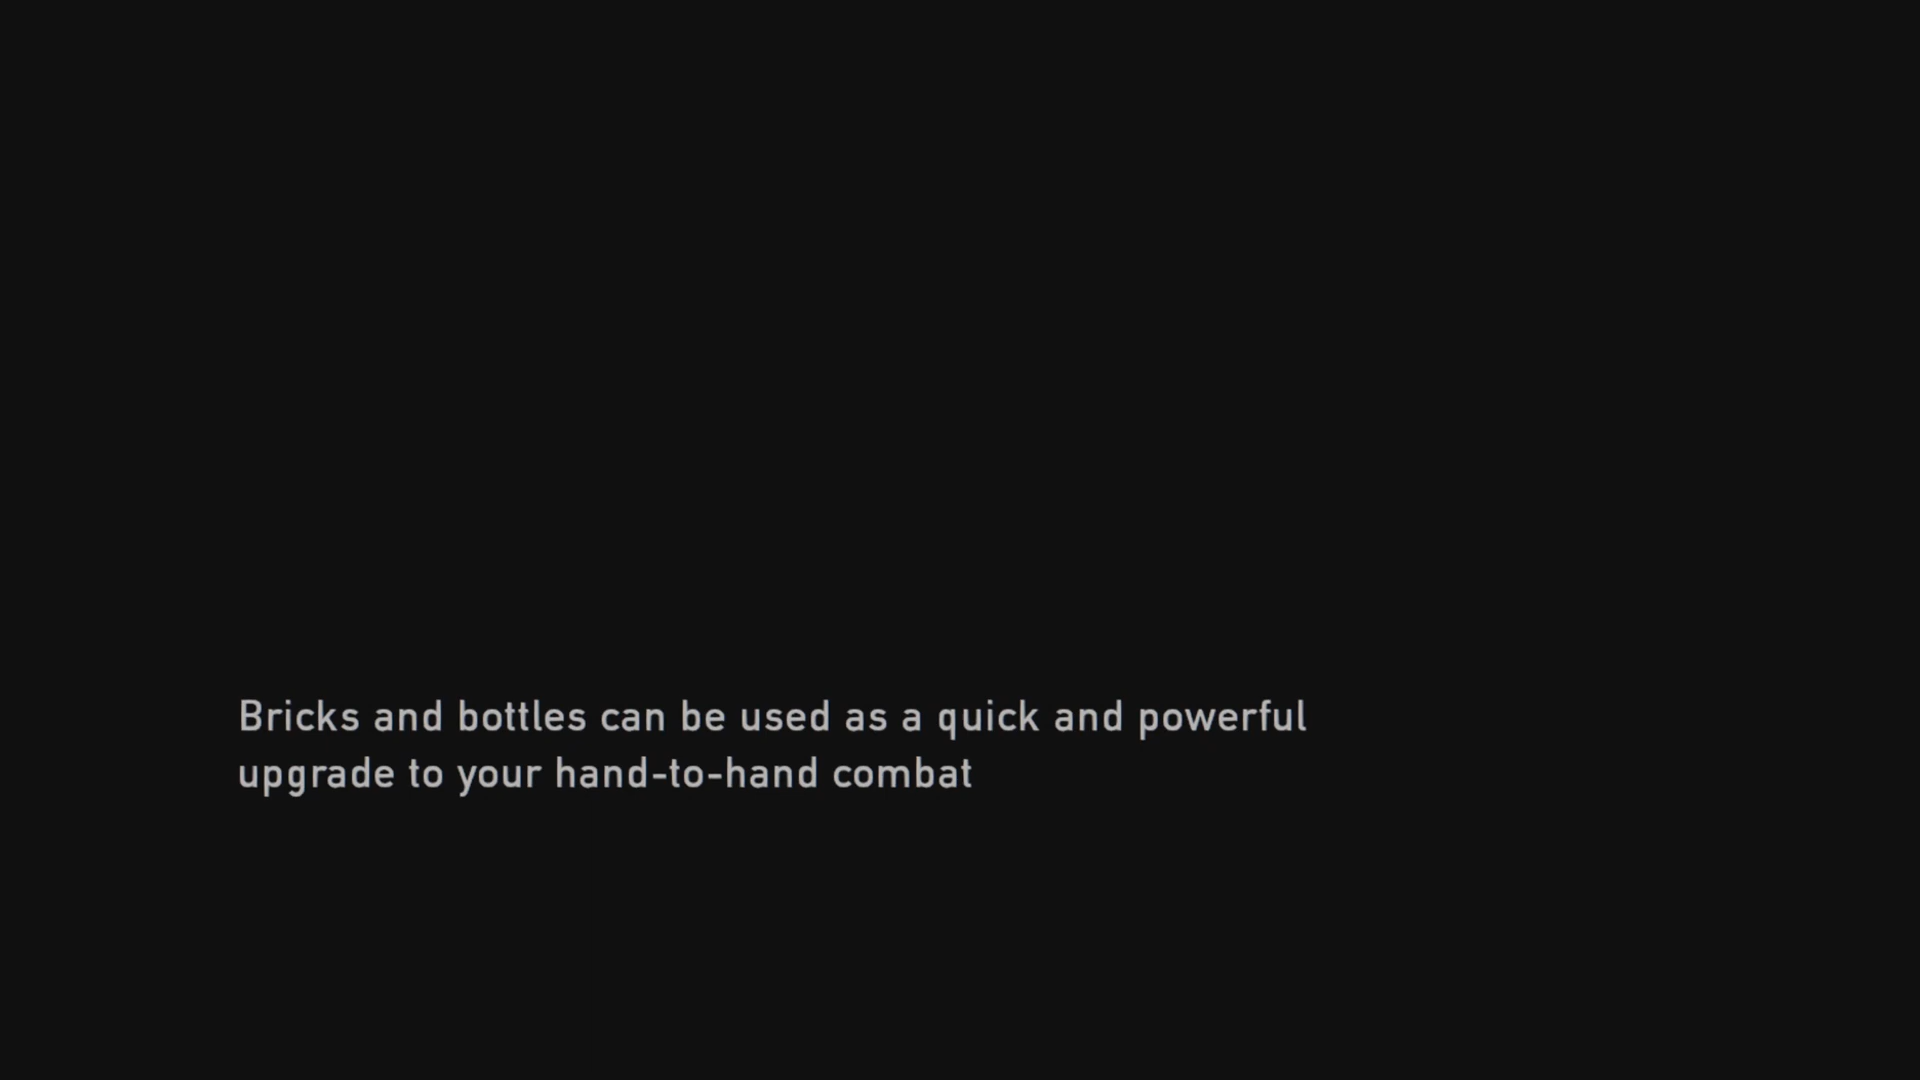 Bricks and bottles can be used as a quick and powerful
upgrade to your hand-to-hand combat